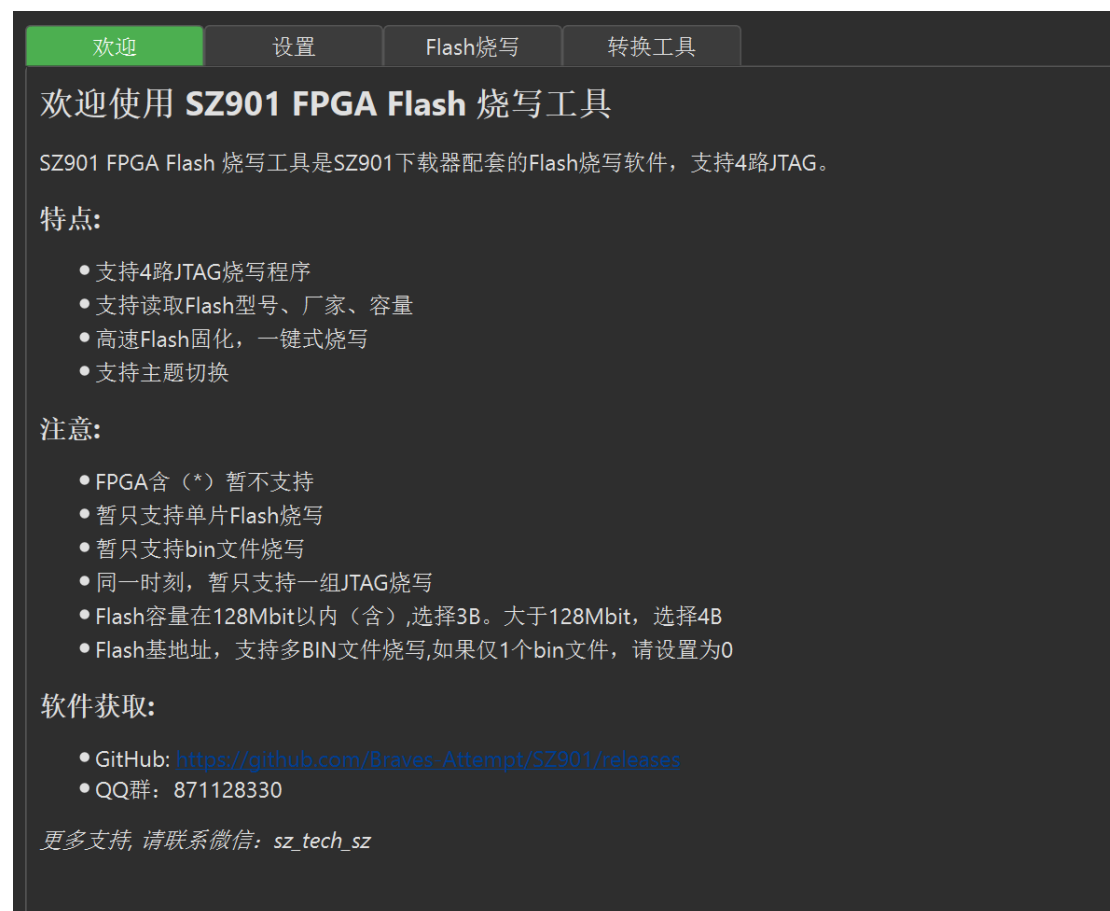 欢迎
设置
Flash烧写
转换工具
欢迎使用 SZ901 FPGA Flash 烧写工具
SZ901 FPGA Flash 烧写工具是SZ901下载器配套的Flash烧写软件，支持4路JTAG。
特点:
●支持4路JTAG烧写程序
●支持读取Flash型号、厂家、容量
●高速Flash固化，一键式烧写
●支持主题切换
注意:
●FPGA含（*）暂不支持
●暂只支持单片Flash烧写
●暂只支持bin文件烧写
●同一时刻，暂只支持一组JTAG烧写
●Flash容量在128Mbit以内（含）,选择3B。大于128Mbit，选择4B
●Flash基地址，支持多BIN文件烧写,如果仅1个bin文件，请设置为0
软件获取:
●GitHub: https://github.com/Braves-Attempt/SZ901/releases
●QQ群：871128330
更多支持, 请联系微信：sz_tech_sz